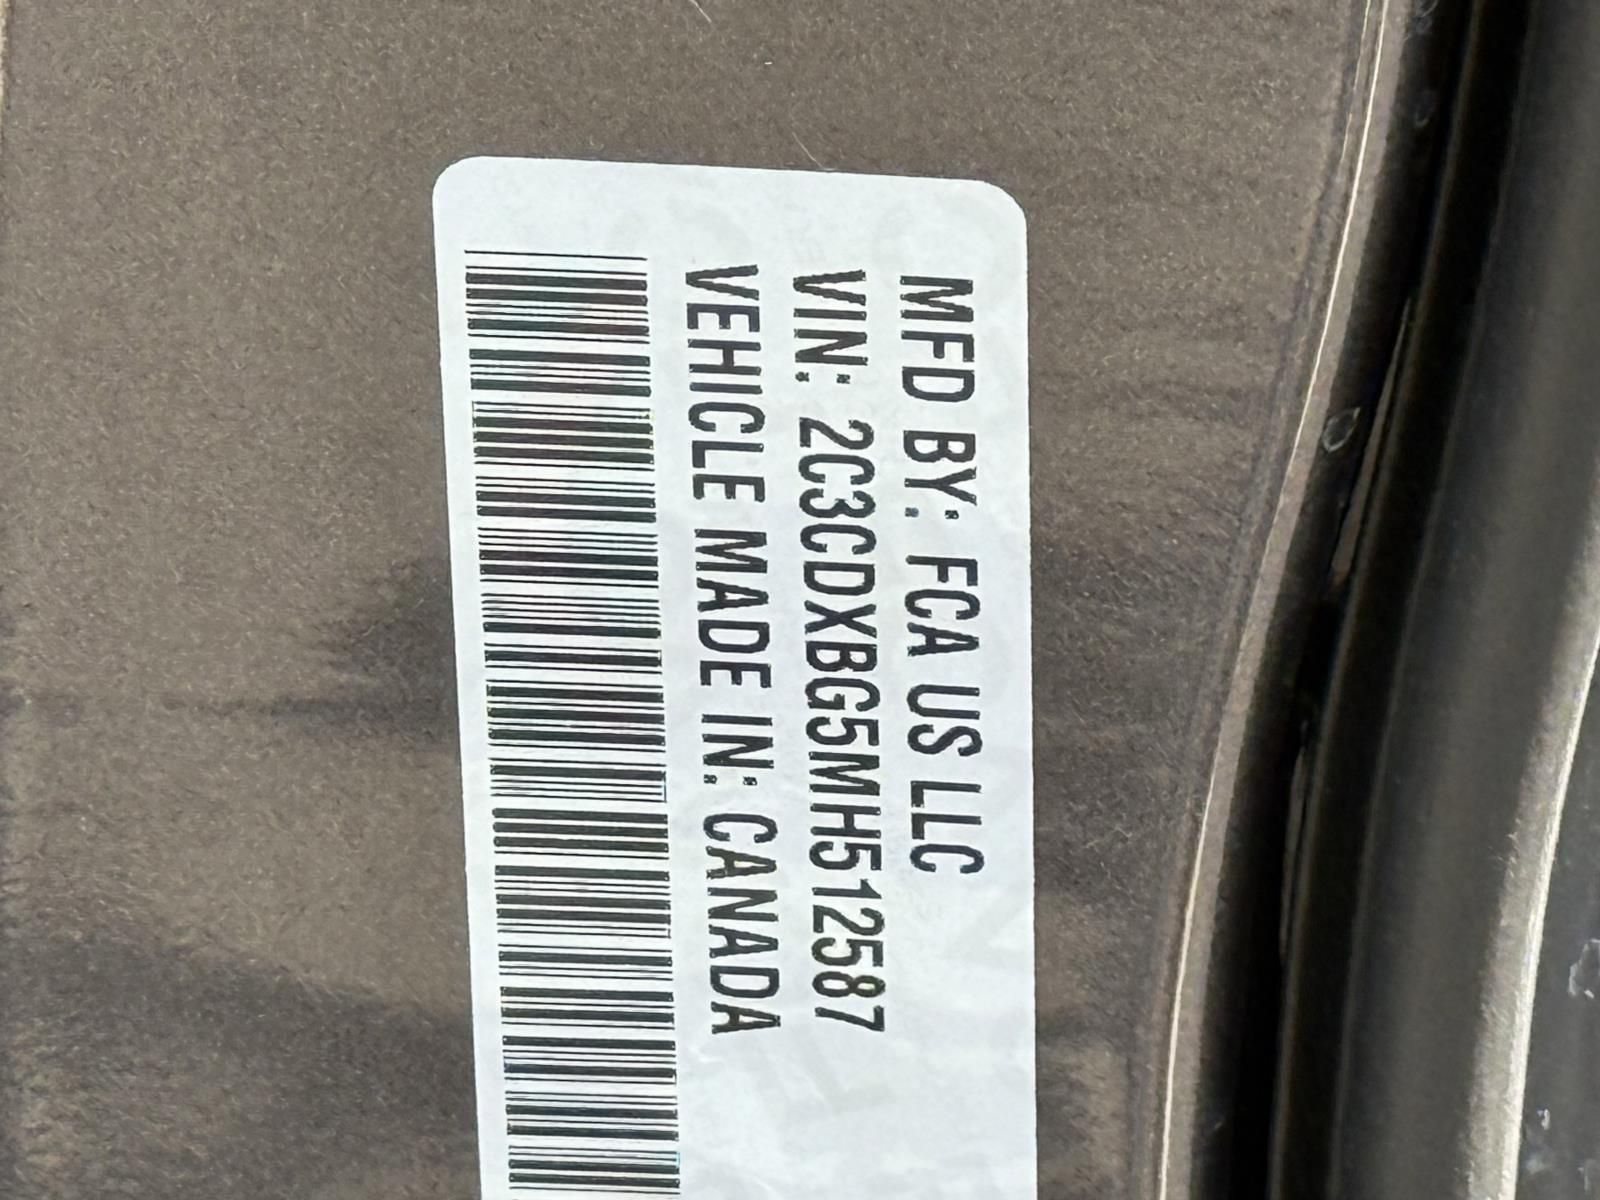 MFD BY: FCA US LLC
VIN: 2C3CDXBG5MH512587
VEHICLE MADE IN: CANADA